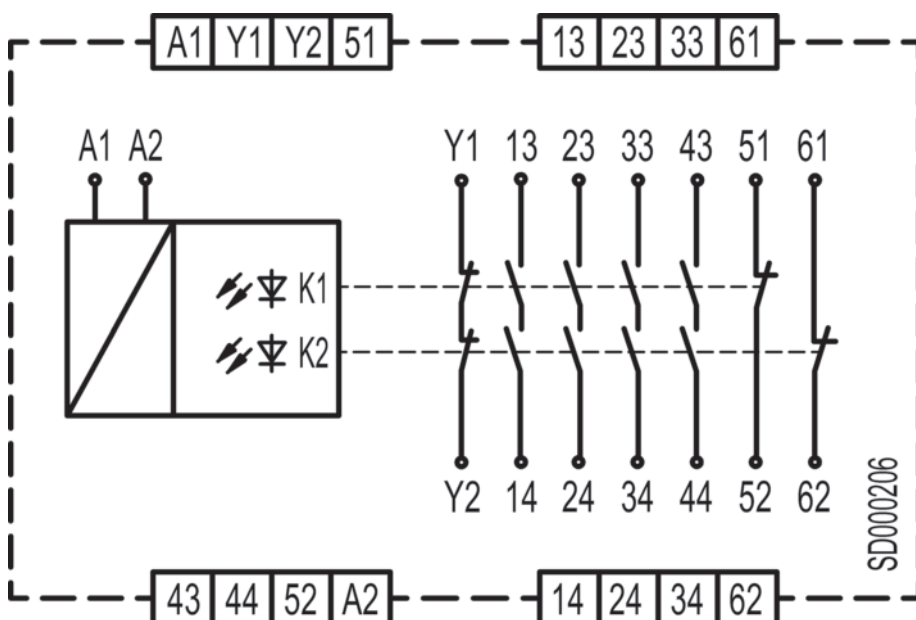 A1 Y1 Y2 51 13 23 33 61
A1 A2 Y1 13 23 33 43 51 61
K1
K2
Y2 14 24 34 44 52 62
SD000206
43 44 52 A2 14 24 34 62